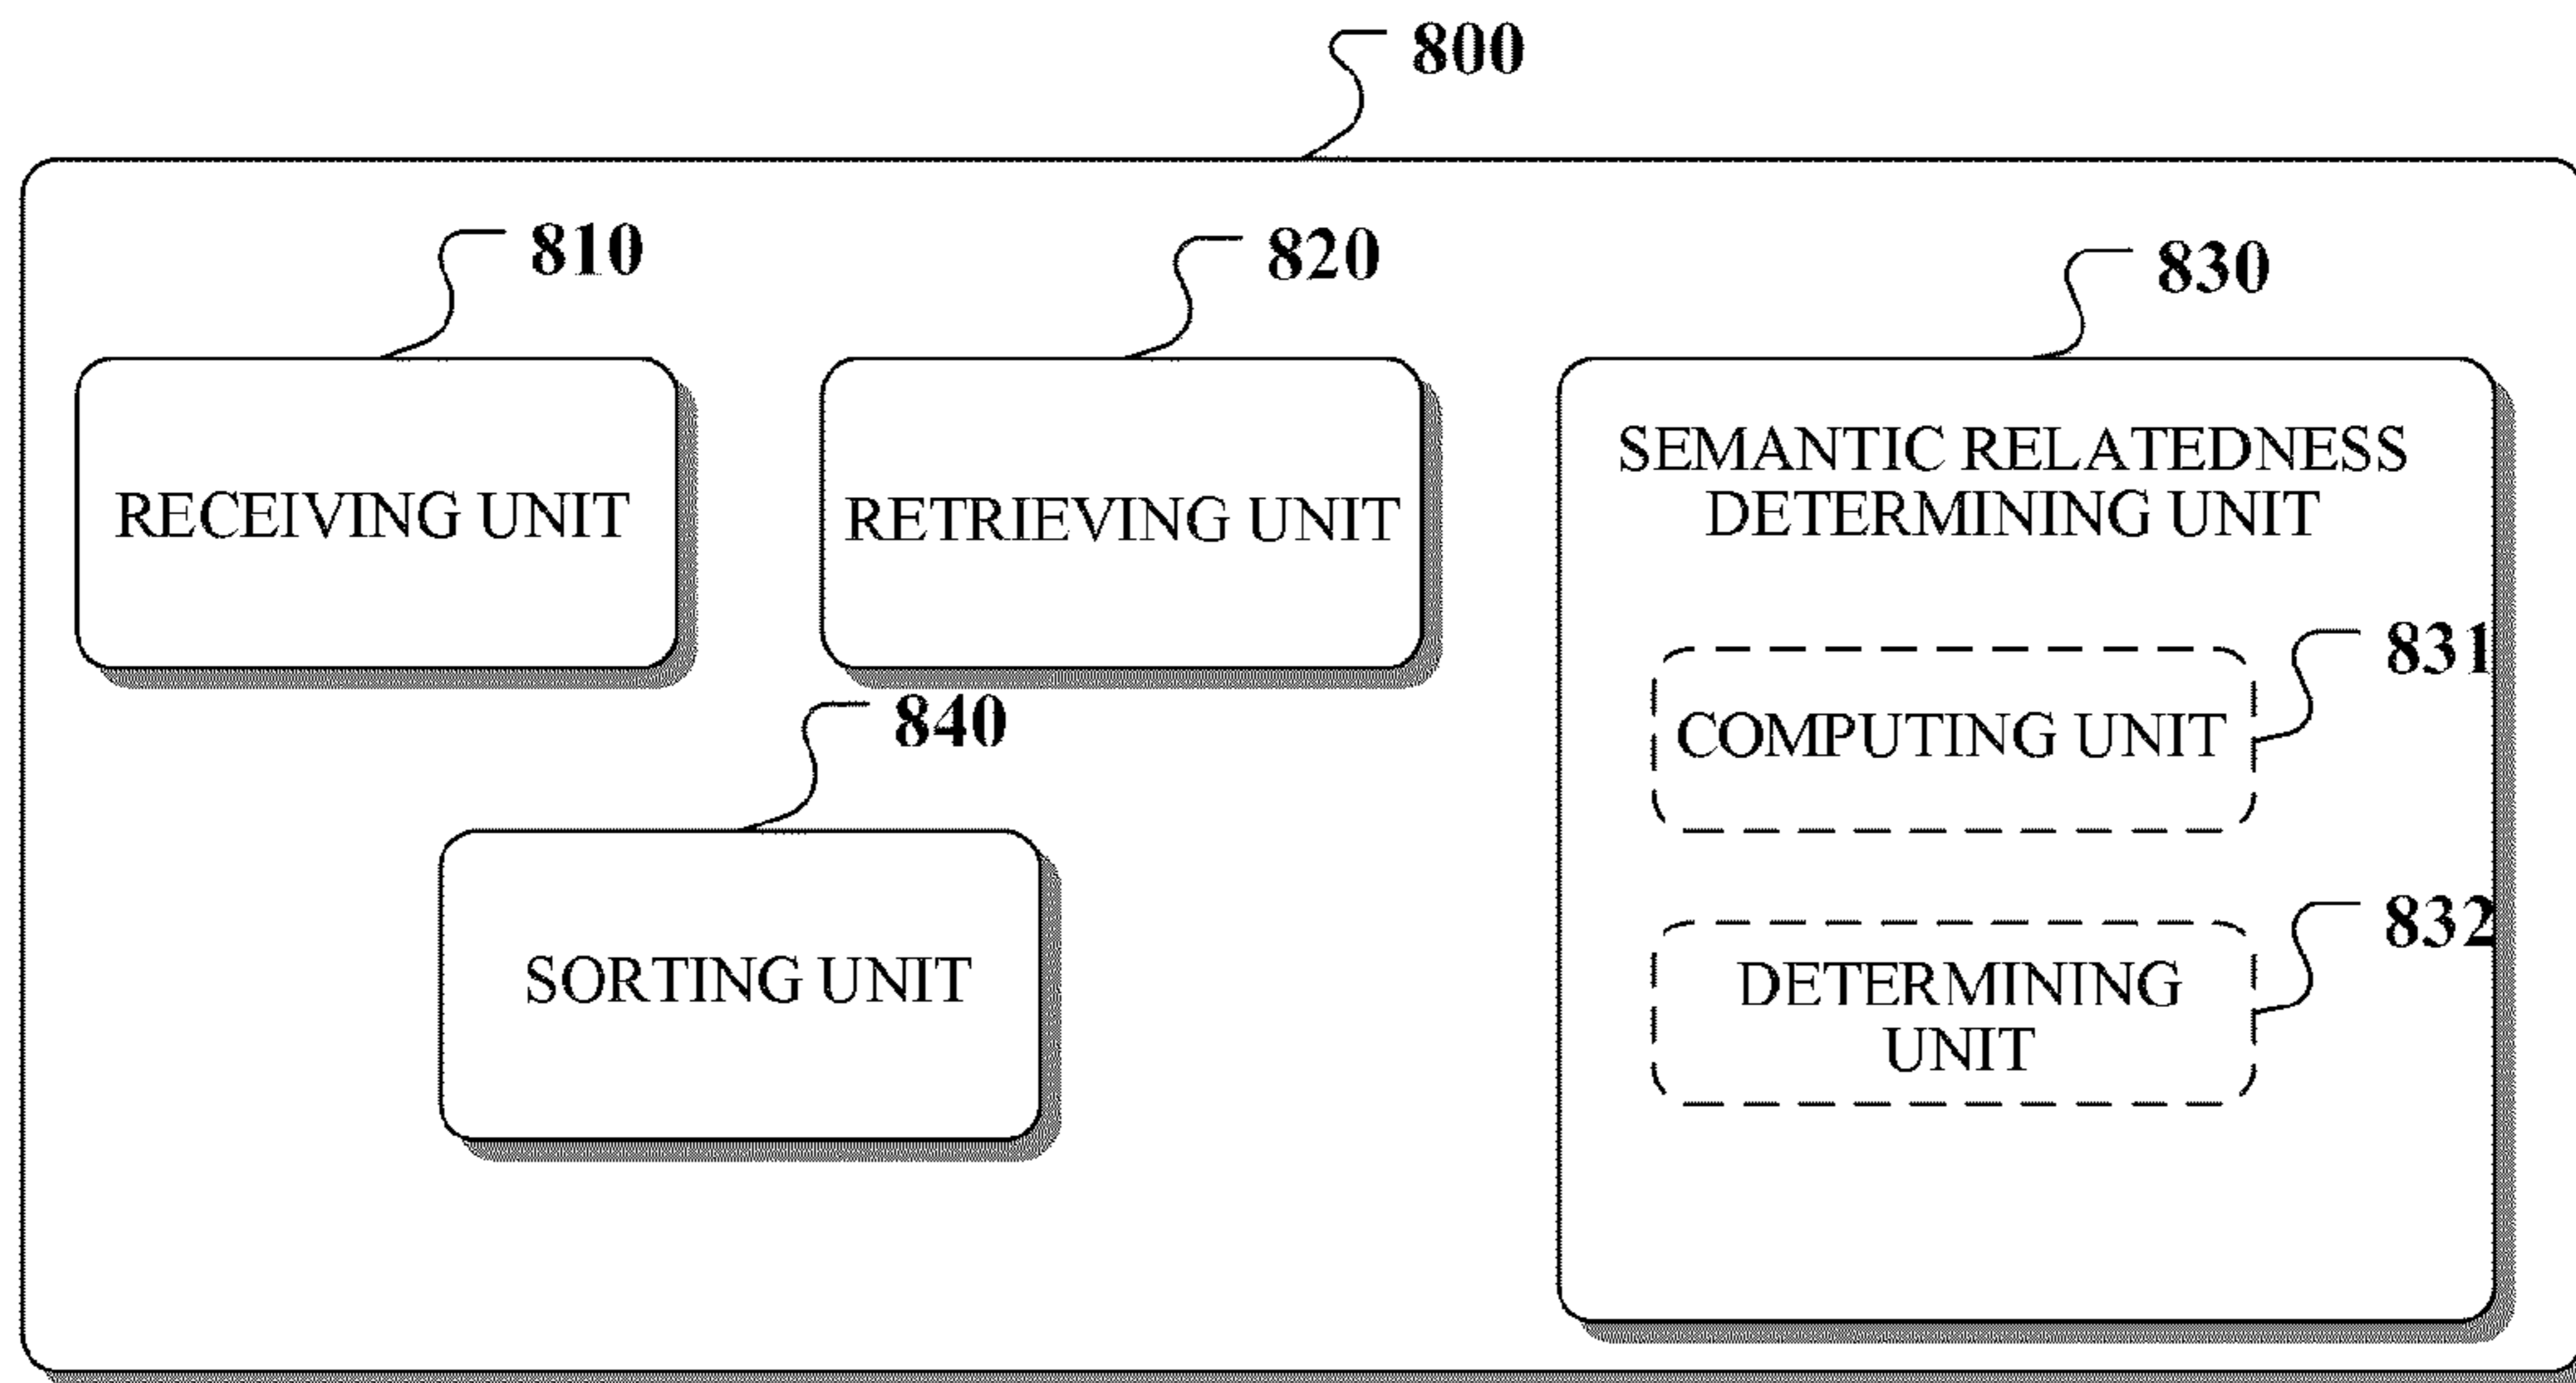 800
810
820
830
RECEIVING UNIT
RETRIEVING UNIT
SEMANTIC RELATEDNESS
DETERMINING UNIT
831
COMPUTING UNIT
840
SORTING UNIT
832
DETERMINING
UNIT